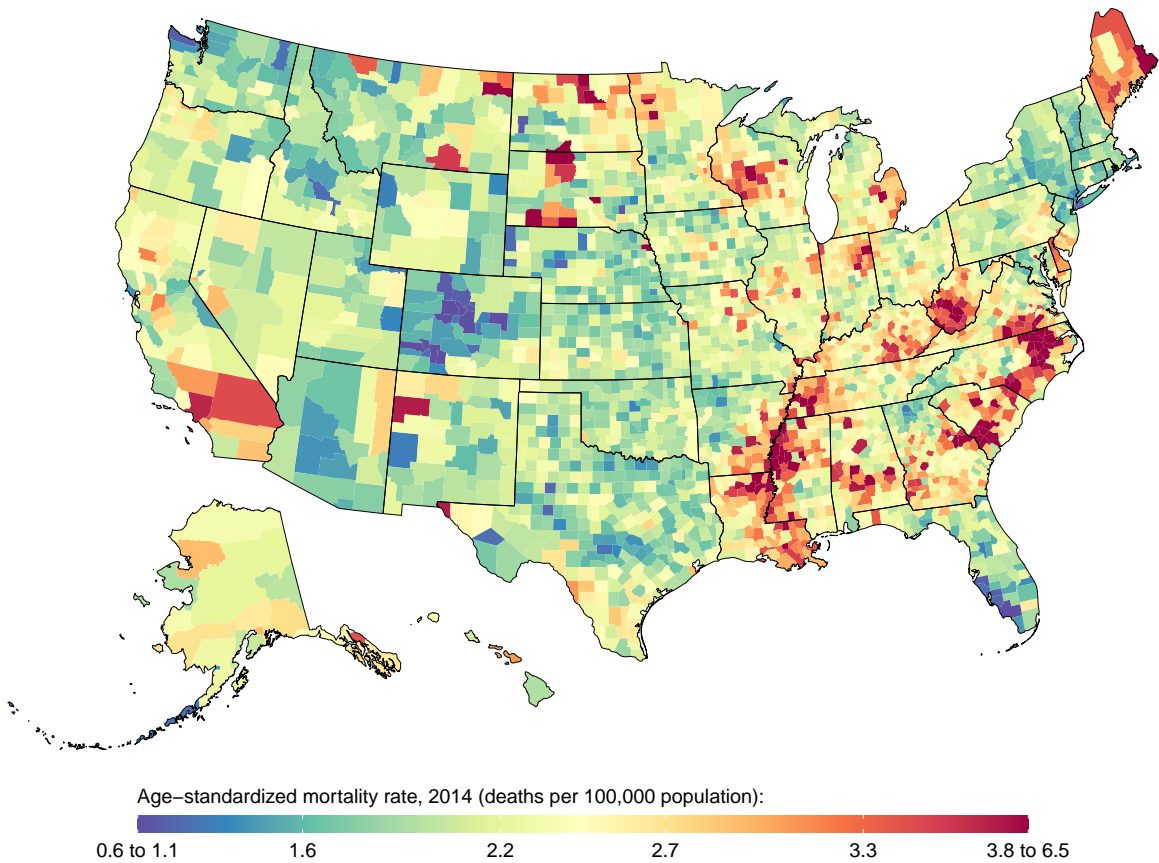 Age−standardized mortality rate, 2014 (deaths per 100,000 population):
0.6 to 1.1 1.6 2.2 2.7 3.3 3.8 to 6.5